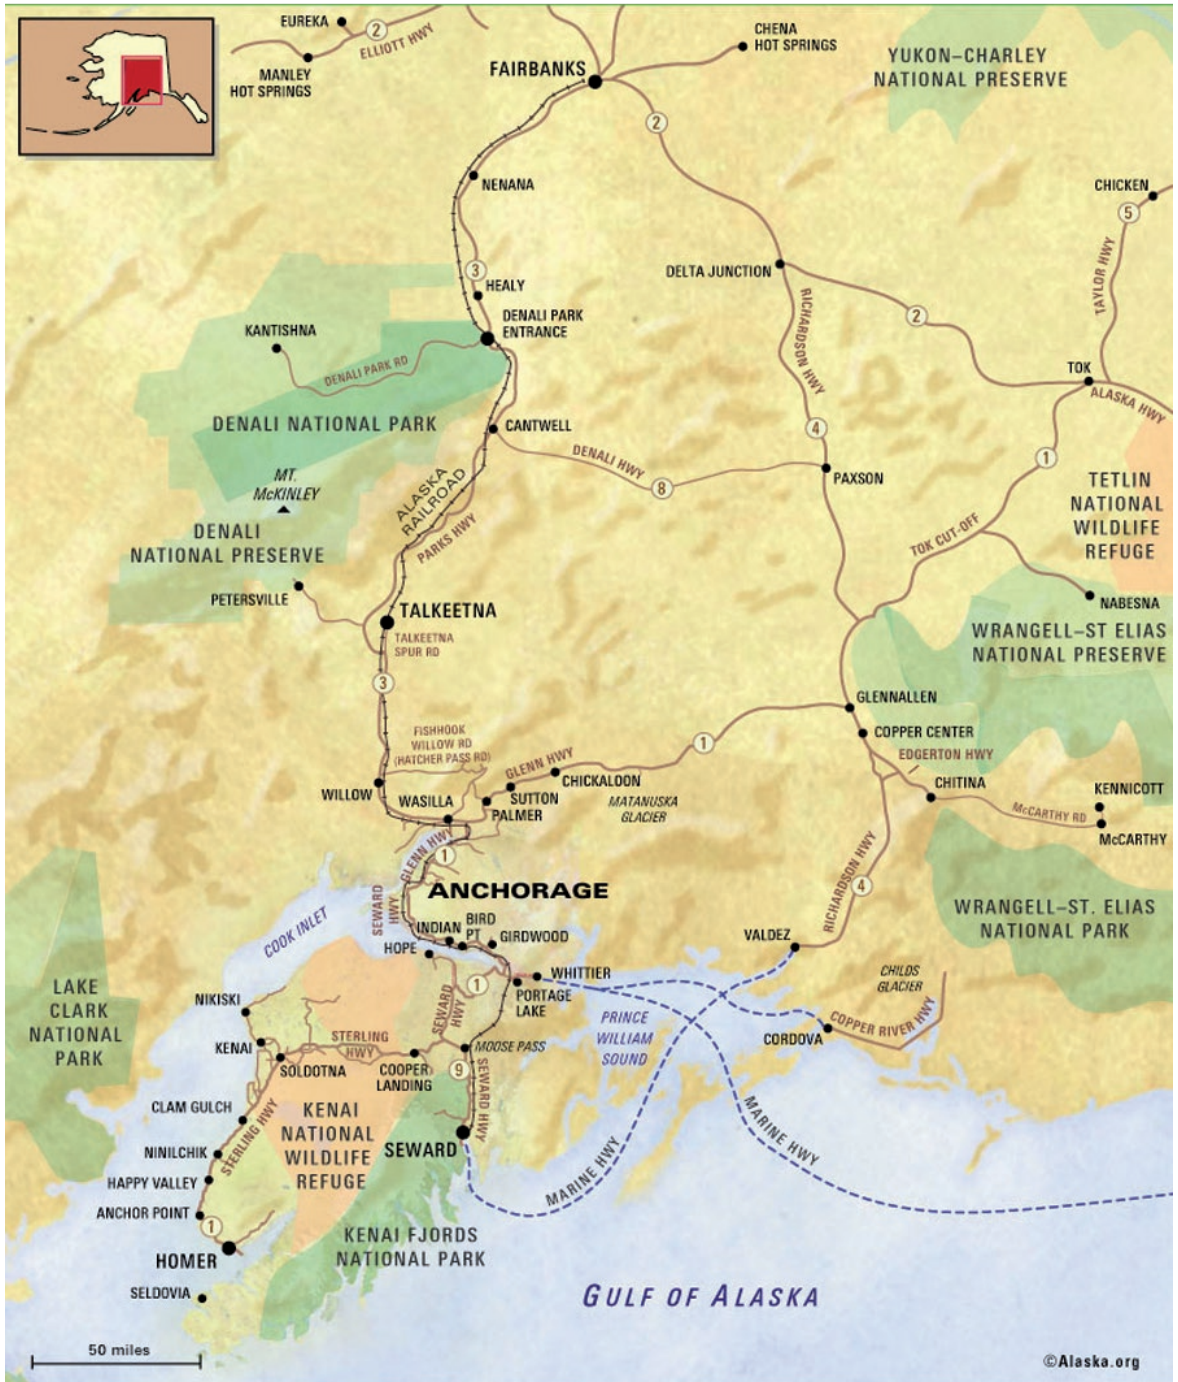 EUREKA
2
ELLIOTT HWY
MANLEY
HOT SPRINGS
CHENA
HOT SPRINGS
FAIRBANKS
YUKON–CHARLEY
NATIONAL PRESERVE
2
NENANA
CHICKEN
5
TAYLOR HWY
3
HEALY
DELTA JUNCTION
DENALI PARK
ENTRANCE
RICHARDSON HWY
2
KANTISHNA
DENALI PARK RD
TOK
ALASKA HWY
DENALI NATIONAL PARK
CANTWELL
4
DENALI HWY
8
PAXSON
1
MT.
McKINLEY
ALASKA
RAILROAD
PARKS HWY
TETLIN
NATIONAL
WILDLIFE
REFUGE
DENALI
NATIONAL PRESERVE
TOK CUT-OFF
PETERSVILLE
TALKEETNA
TALKEETNA
SPUR RD
NABESNA
WRANGELL–ST ELIAS
NATIONAL PRESERVE
3
GLENNALLEN
FISHHOOK
WILLOW RD
(HATCHER PASS RD)
COPPER CENTER
1
EDGERTON HWY
GLENN HWY
CHICKALOON
WILLOW
WASILLA
SUTTON
PALMER
MATANUSKA
GLACIER
CHITINA
KENNICOTT
McCARTHY RD
McCARTHY
GLENN HWY
1
RICHARDSON HWY
4
ANCHORAGE
SEWARD
HWY
WRANGELL–ST. ELIAS
NATIONAL PARK
COOK INLET
INDIAN
BIRD
PT
GIRDWOOD
HOPE
VALDEZ
WHITTIER
CHILDS
GLACIER
LAKE
CLARK
NATIONAL
PARK
NIKISKI
1
SEWARD
HWY
PORTAGE
LAKE
PRINCE
WILLIAM
SOUND
COPPER RIVER HWY
CORDOVA
KENAI
STERLING
HWY
MOOSE PASS
SOLDOTNA
COOPER
LANDING
9
SEWARD HWY
CLAM GULCH
STERLING HWY
KENAI
NATIONAL
WILDLIFE
REFUGE
MARINE HWY
NINILCHIK
SEWARD
MARINE HWY
HAPPY VALLEY
ANCHOR POINT
1
HOMER
KENAI FJORDS
NATIONAL PARK
SELDOVIA
GULF OF ALASKA
50 miles
©Alaska.org